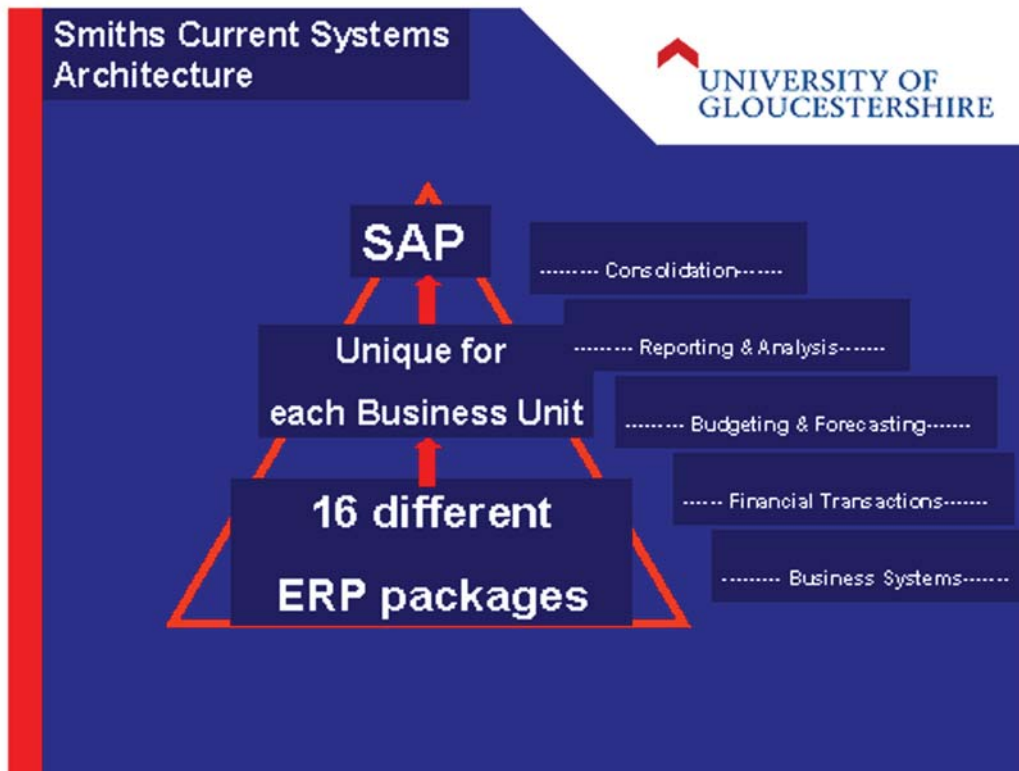 Smiths Current Systems
Architecture
UNIVERSITY OF
GLOUCESTERSHIRE
SAP
--------- Consolidation-------
Unique for
each Business Unit
--------- Reporting & Analysis-------
--------- Budgeting & Forecasting-------
16 different
ERP packages
------ Financial Transactions-------
--------- Business Systems-------